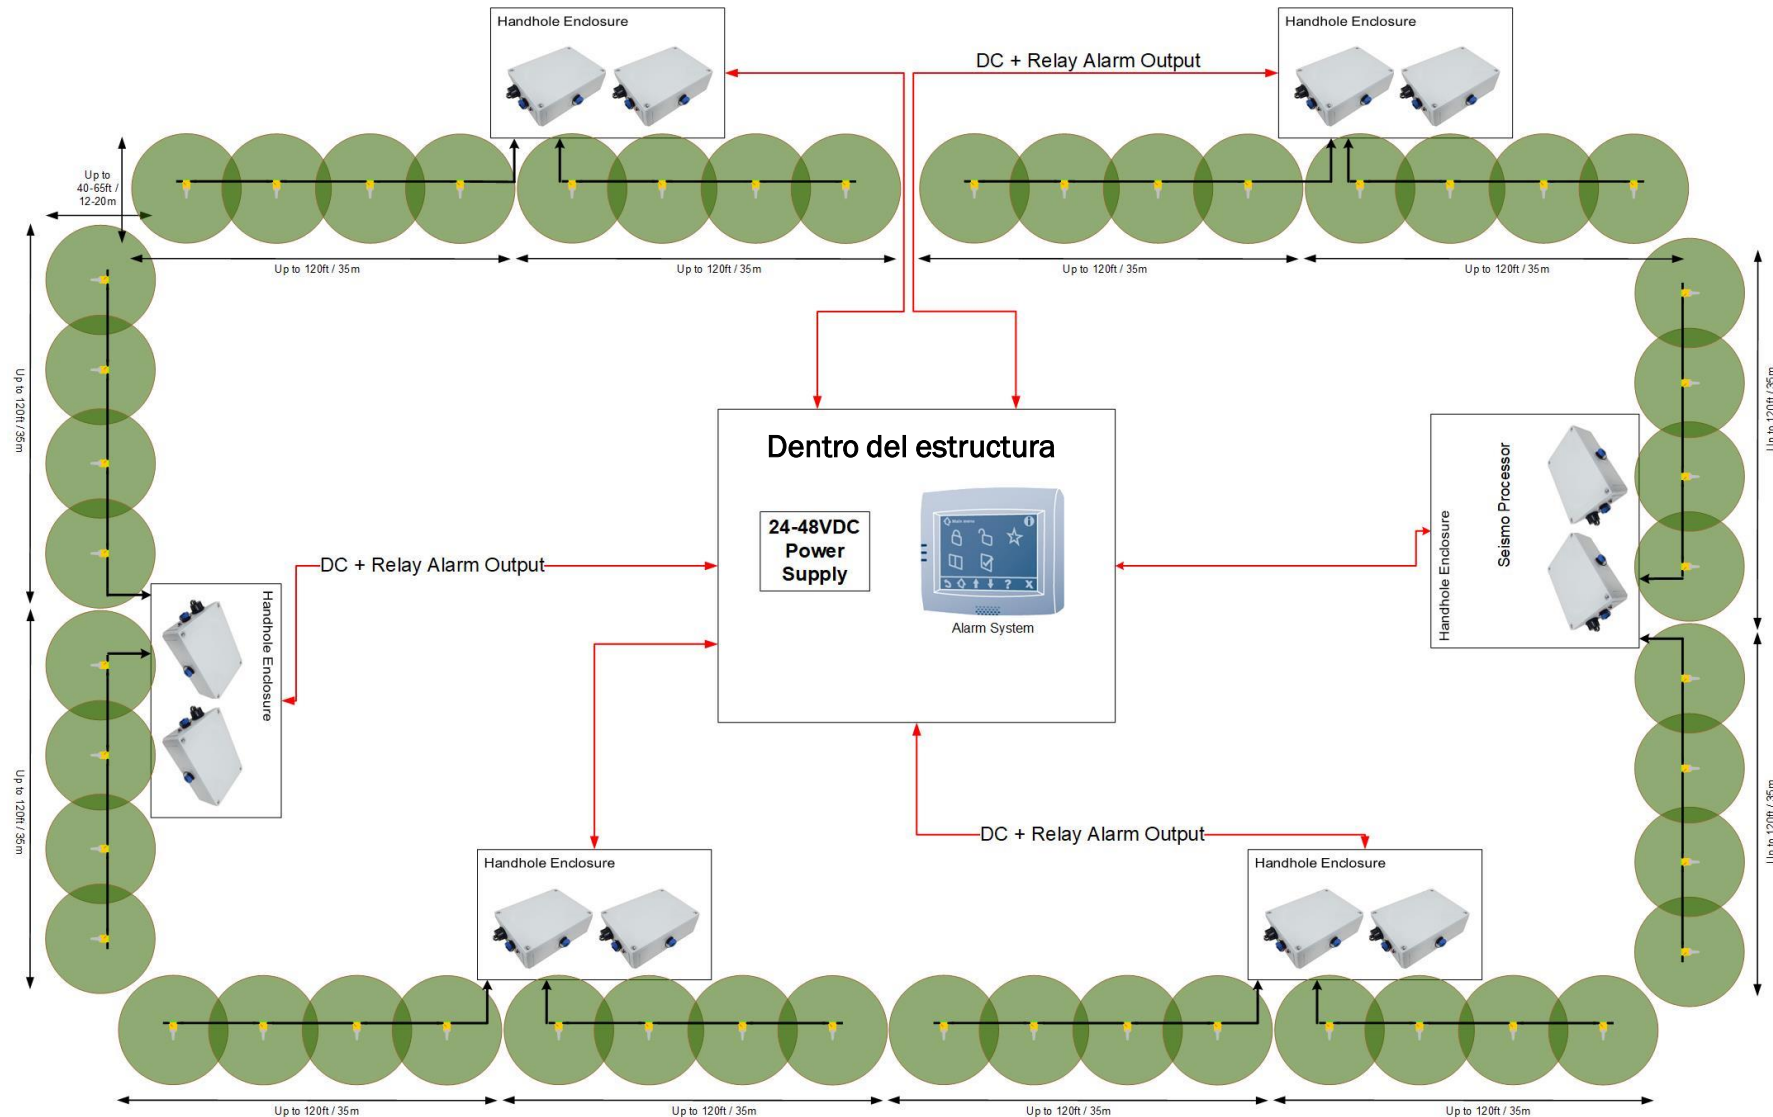 Handhole Enclosure
Handhole Enclosure
DC + Relay Alarm Output
Up to
40-65ft /
12-20m
Up to 120ft / 35m
Up to 120ft / 35m
Up to 120ft / 35m
Up to 120ft / 35m
Up to 120ft / 35m
Up to 120ft / 35m
Dentro del estructura
24-48VDC
Power
Supply
Main menu
Alarm System
Handhole Enclosure
Seismo Processor
DC + Relay Alarm Output
Handhole Enclosure
Up to 120ft / 35m
Up to 120ft / 35m
DC + Relay Alarm Output
Handhole Enclosure
Handhole Enclosure
Up to 120ft / 35m
Up to 120ft / 35m
Up to 120ft / 35m
Up to 120ft / 35m